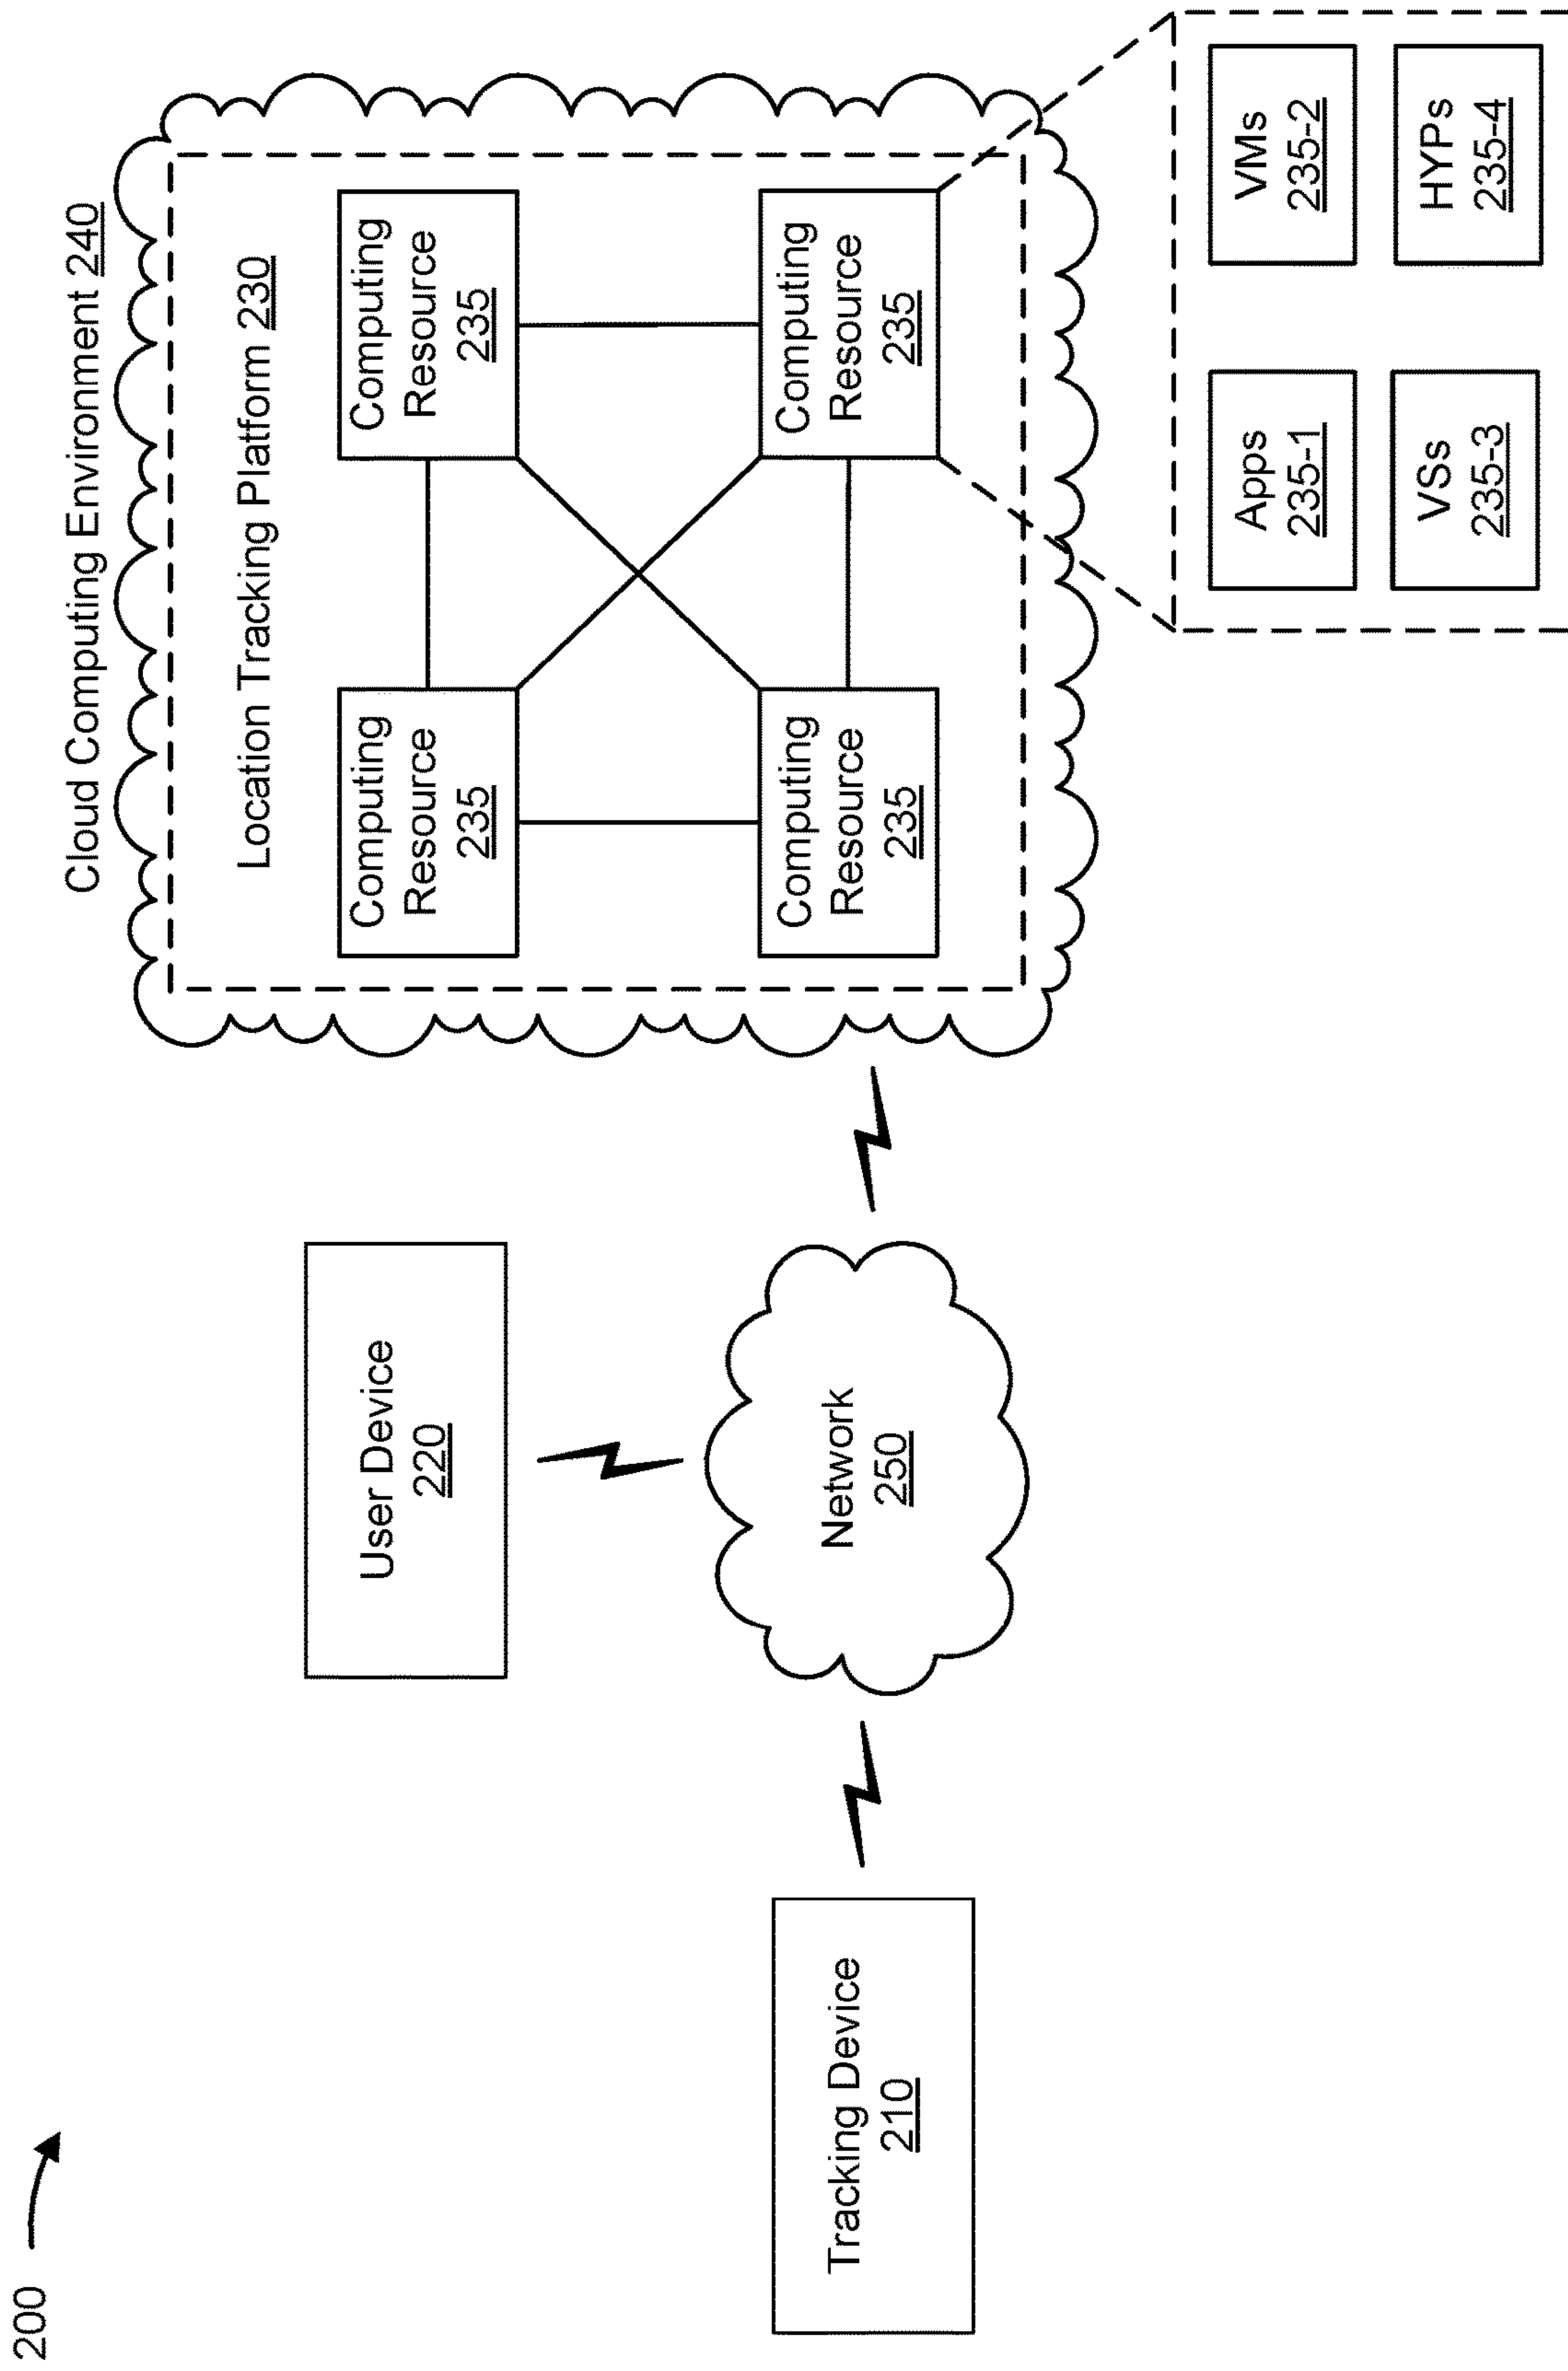 200
Cloud Computing Environment 240
Location Tracking Platform 230
Computing
Resource
235
Computing
Resource
235
Computing
Resource
235
Computing
Resource
235
User Device
220
Network
250
Tracking Device
210
Apps
235-1
VMs
235-2
VSs
235-3
HYPs
235-4